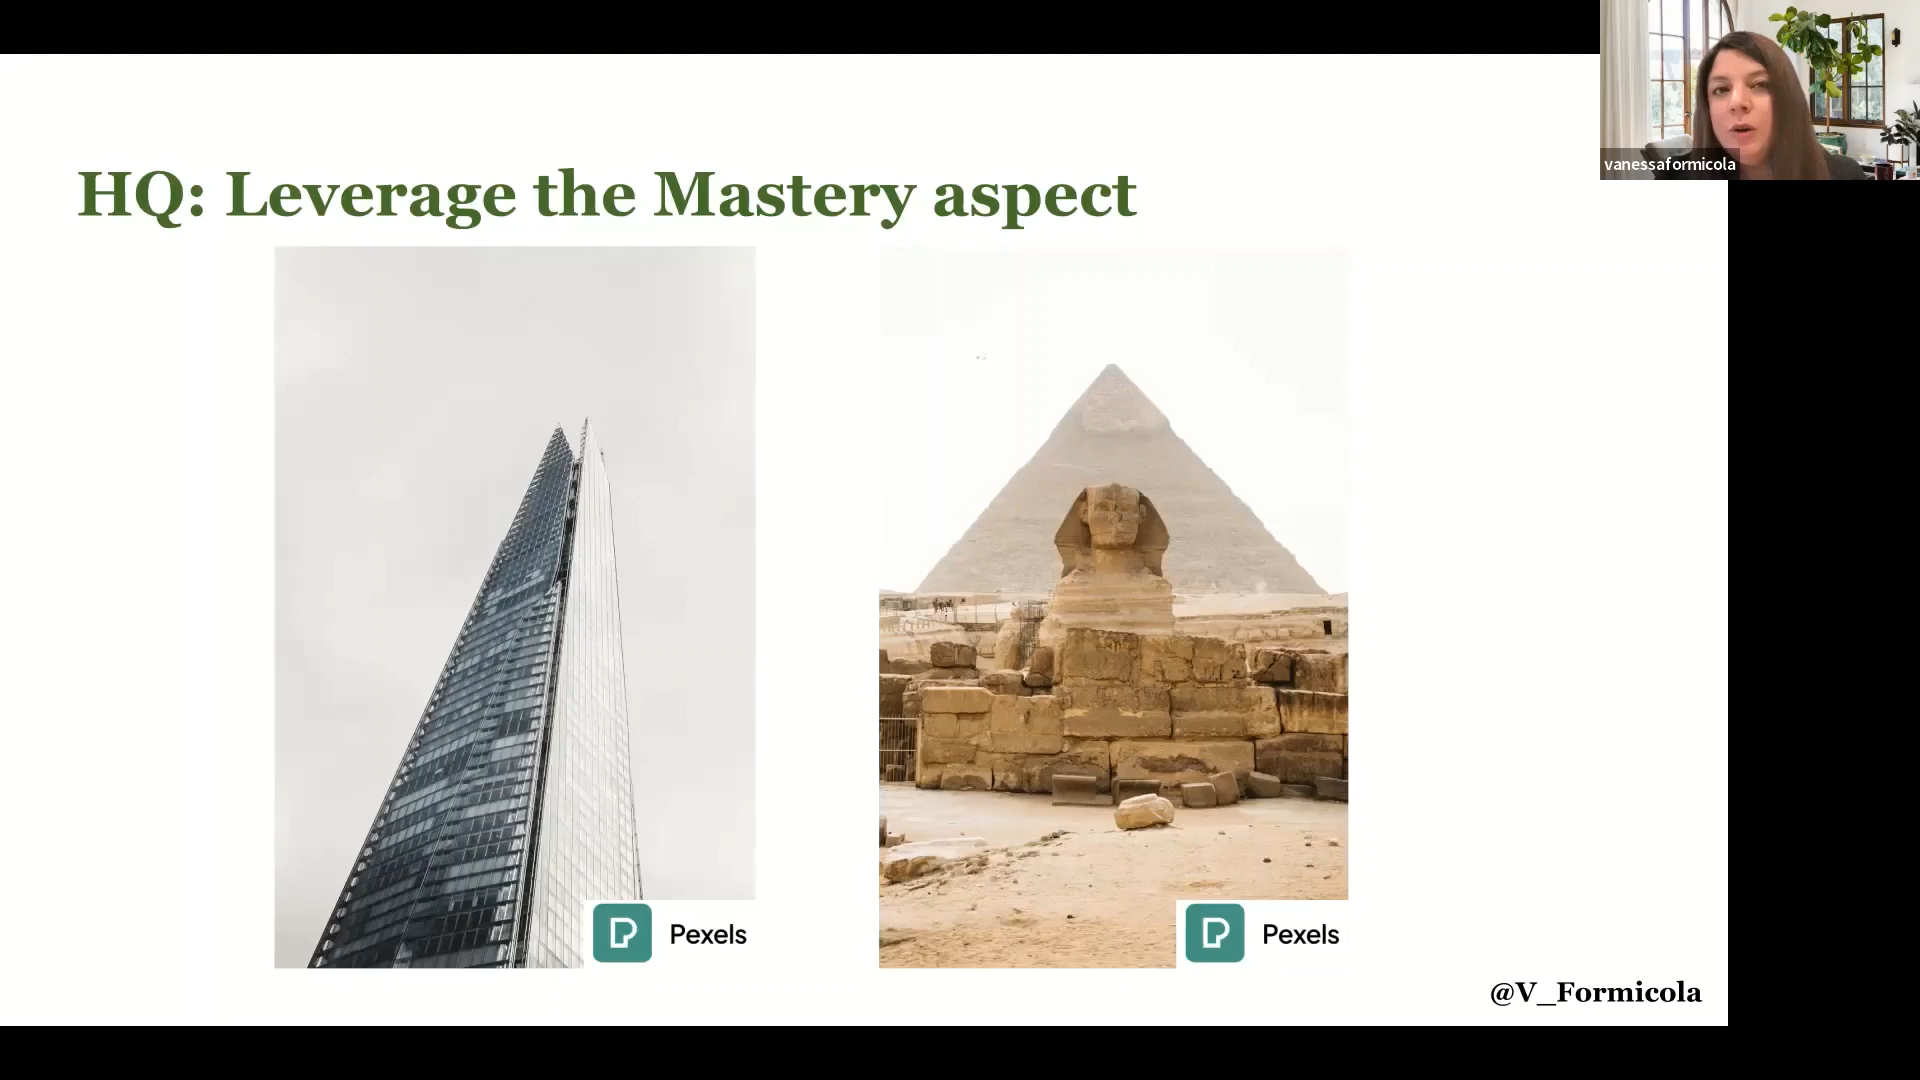 vanessaformicola
HQ: Leverage the Mastery aspect
Pexels
Pexels
@V_Formicola